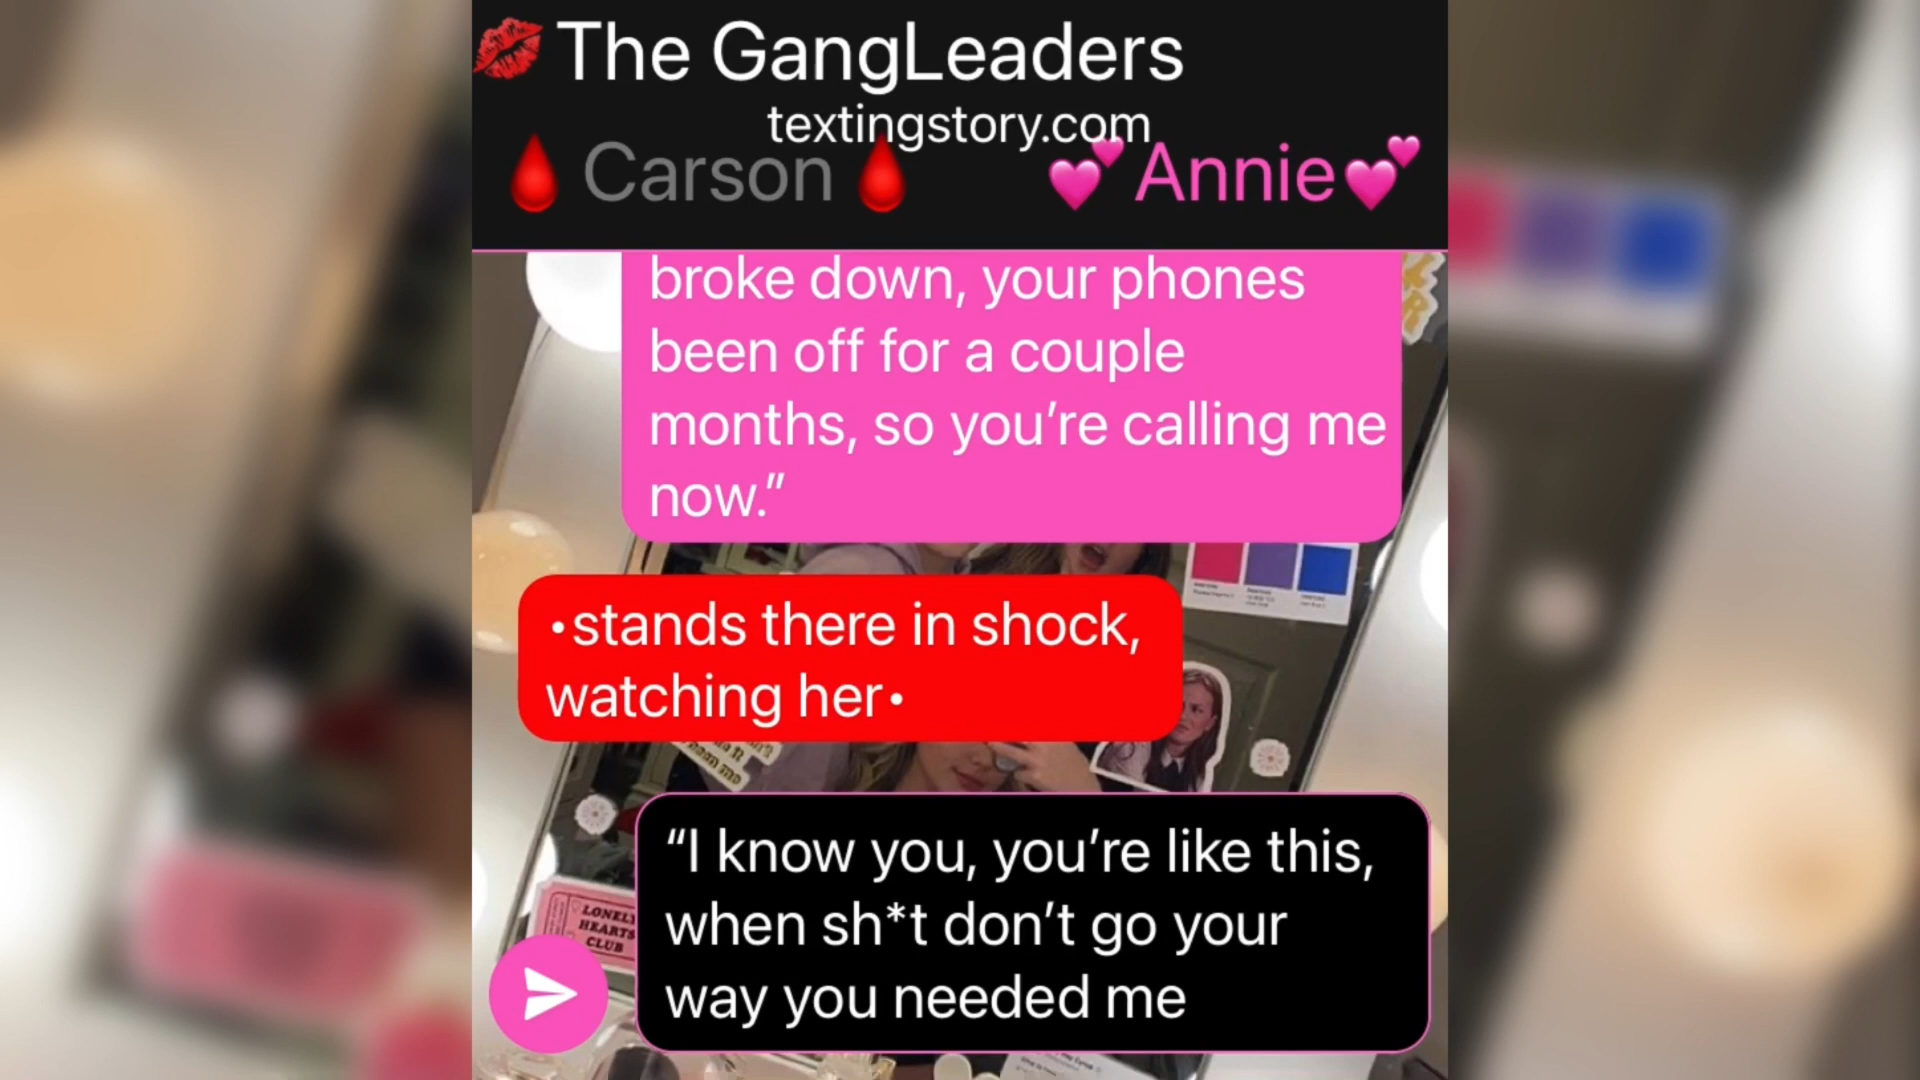 💋The GangLeaders
textingstory.com
🩸Carson🩸
💕Annie💕
broke down, your phones
been off for a couple
months, so you’re calling me
now.”
•stands there in shock,
watching her•
“I know you, you’re like this,
when sh*t don’t go your
way you needed me
LONELY
HEARTS
CLUB